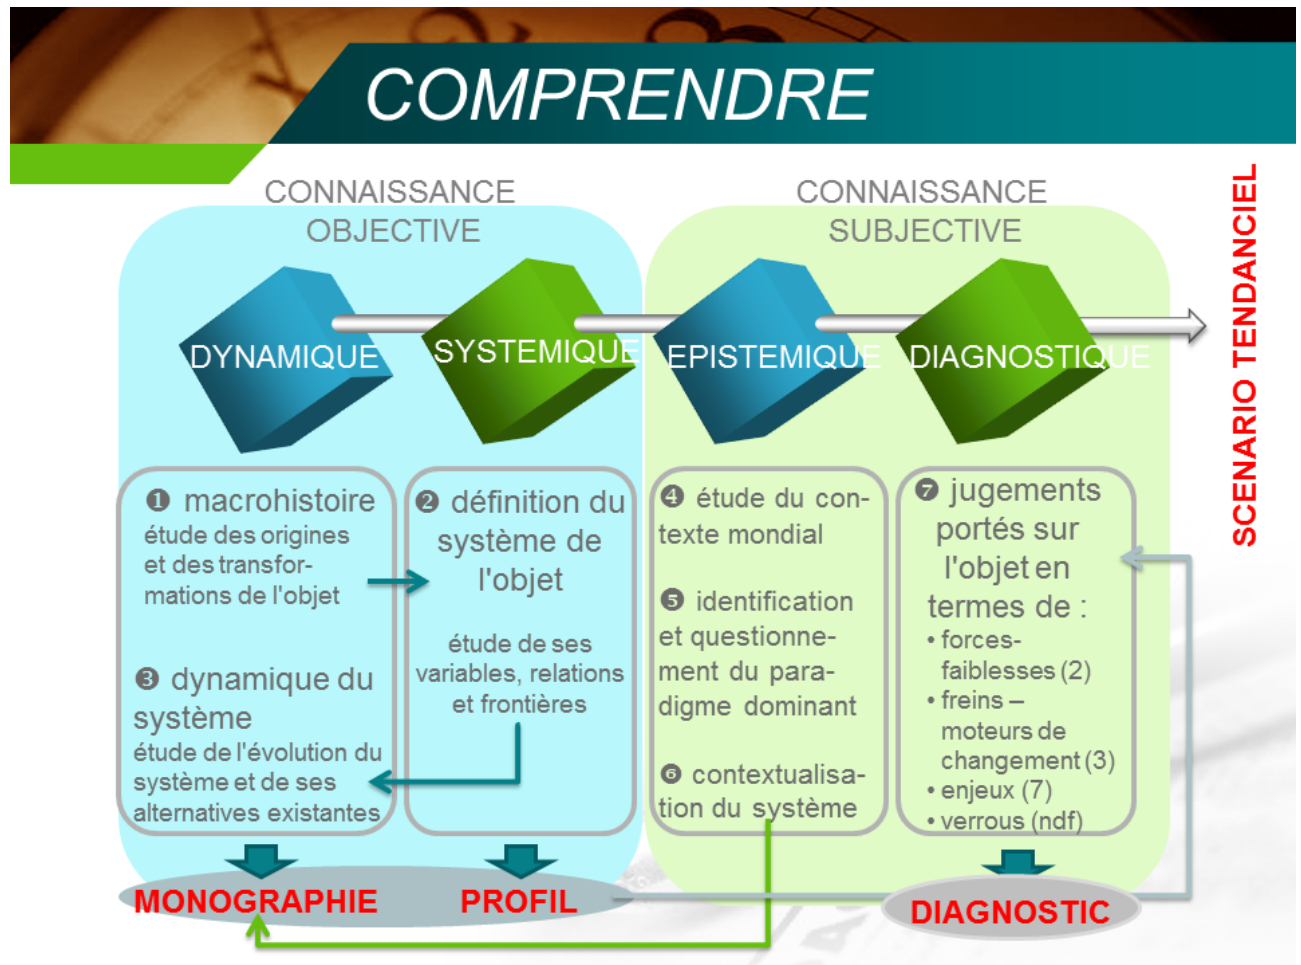 COMPRENDRE
CONNAISSANCE
OBJECTIVE
CONNAISSANCE
SUBJECTIVE
SCENARIO TENDANCIEL
DYNAMIQUE
SYSTEMIQUE
EPISTEMIQUE
DIAGNOSTIQUE
❶ macrohistoire
étude des origines
et des transfor-
mations de l'objet
❸ dynamique du
système
étude de l'évolution du
système et de ses
alternatives existantes
❷ définition du
système de
l'objet
étude de ses
variables, relations
et frontières
❹ étude du con-
texte mondial
❺ identification
et questionne-
ment du para-
digme dominant
❻ contextualisa-
tion du système
❼ jugements
portés sur
l'objet en
termes de :
• forces-
faiblesses (2)
• freins –
moteurs de
changement (3)
• enjeux (7)
• verrous (ndf)
MONOGRAPHIE
PROFIL
DIAGNOSTIC